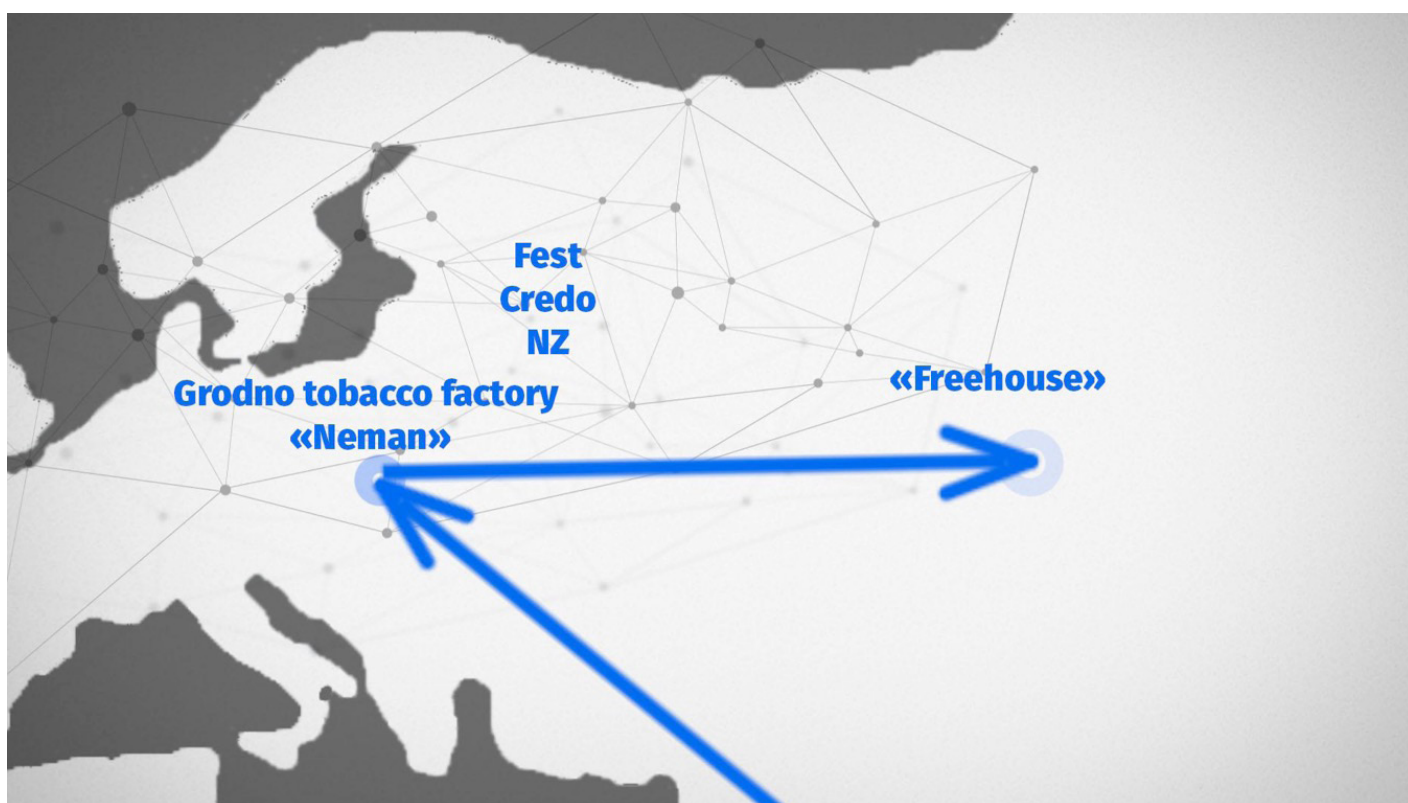 Fest
Credo
NZ
Grodno tobacco factory
«Neman»
«Freehouse»